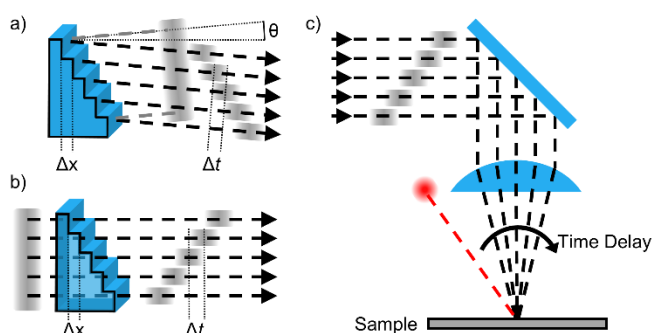 a)
θ
Δx
Δt
b)
Δx
Δt
c)
Time Delay
Sample